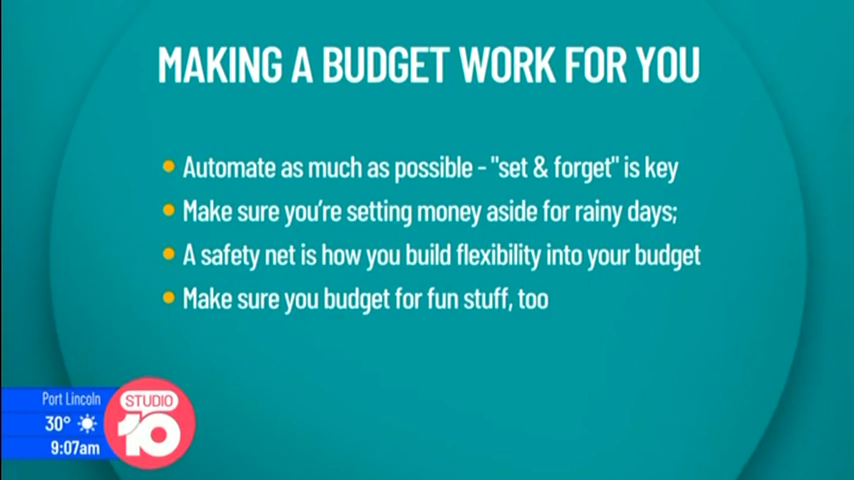 MAKING A BUDGET WORK FOR YOU
Automate as much as possible - "set & forget" is key
Make sure you're setting money aside for rainy days;
A safety net is how you build flexibility into your budget
Make sure you budget for fun stuff, too
Port Lincoln
30°
9:07am
STUDIO
10